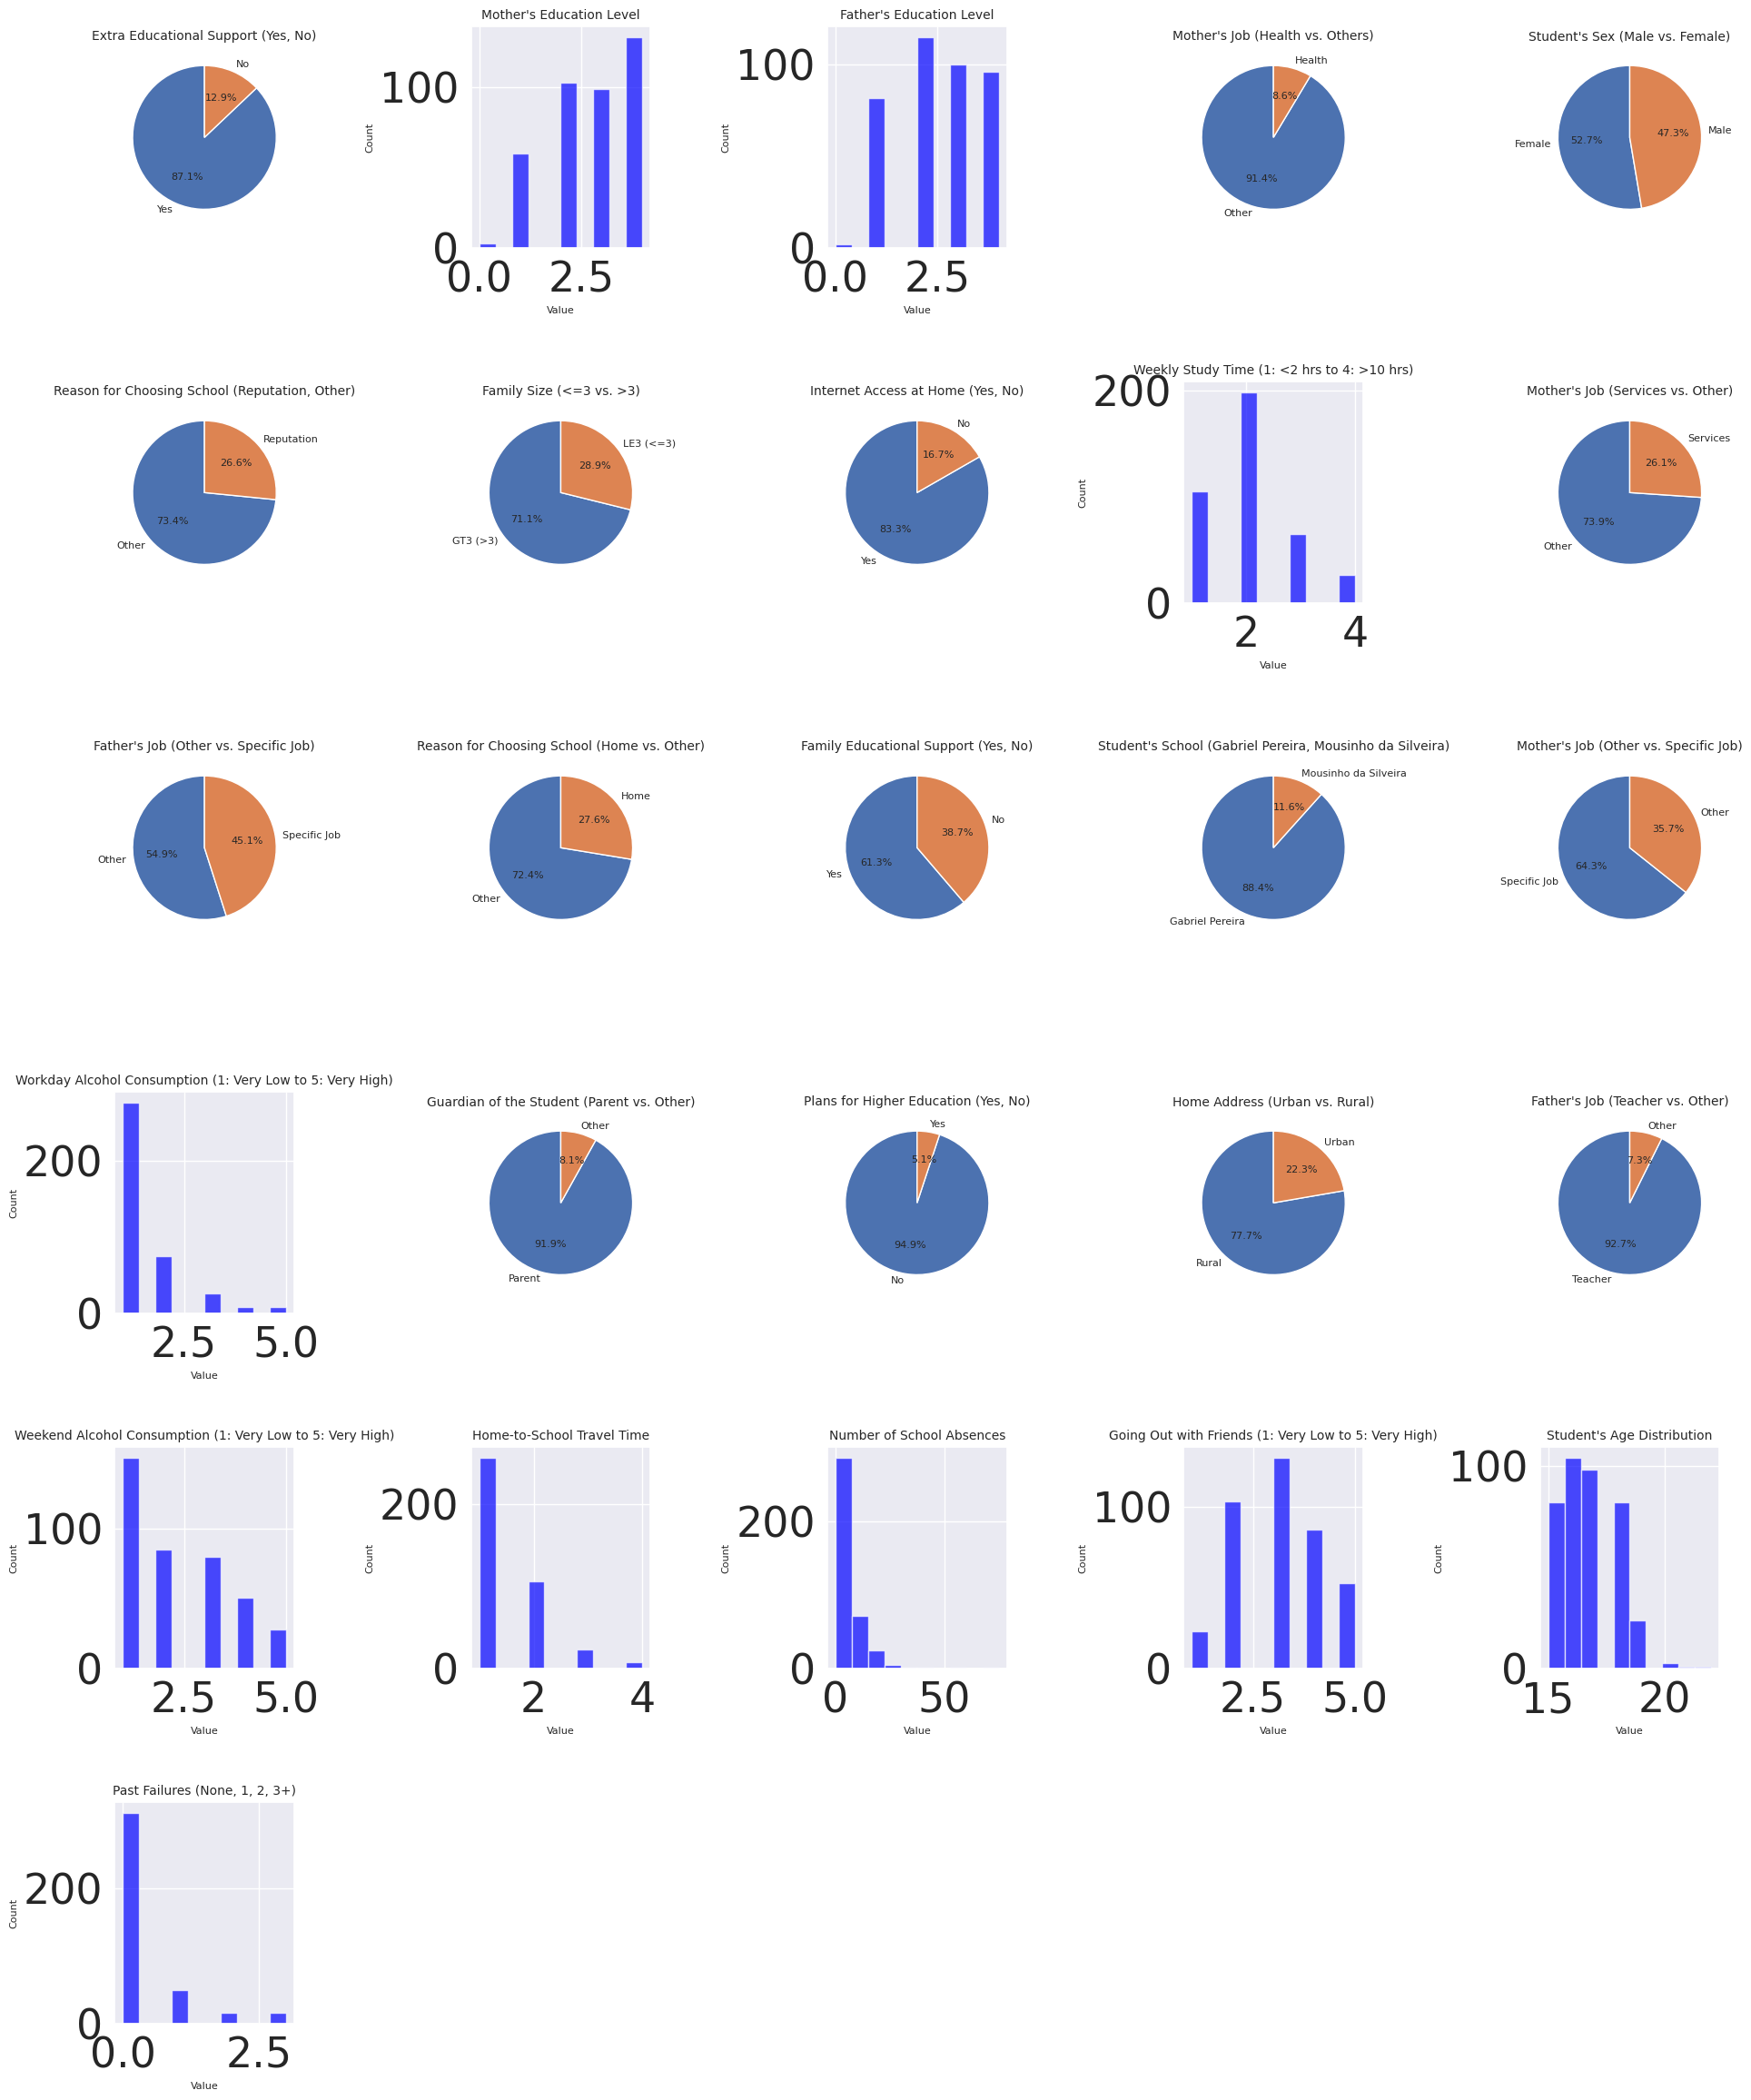 Extra Educational Support (Yes, No)
No
12.9%
87.1%
Yes
Mother's Education Level
Count
100
0
0.0 2.5
Value
Father's Education Level
Count
100
0
0.0 2.5
Value
Mother's Job (Health vs. Others)
Health
8.6%
91.4%
Other
Student's Sex (Male vs. Female)
Male
47.3%
52.7%
Female
Reason for Choosing School (Reputation, Other)
Reputation
26.6%
73.4%
Other
Family Size (<=3 vs. >3)
LE3 (<=3)
28.9%
71.1%
GT3 (>3)
Internet Access at Home (Yes, No)
No
16.7%
83.3%
Yes
Weekly Study Time (1: <2 hrs to 4: >10 hrs)
Count
200
0
2 4
Value
Mother's Job (Services vs. Other)
Services
26.1%
73.9%
Other
Father's Job (Other vs. Specific Job)
Specific Job
45.1%
54.9%
Other
Reason for Choosing School (Home vs. Other)
Home
27.6%
72.4%
Other
Family Educational Support (Yes, No)
No
38.7%
61.3%
Yes
Student's School (Gabriel Pereira, Mousinho da Silveira)
Mousinho da Silveira
11.6%
88.4%
Gabriel Pereira
Mother's Job (Other vs. Specific Job)
Other
35.7%
64.3%
Specific Job
Workday Alcohol Consumption (1: Very Low to 5: Very High)
Count
200
0
2.5 5.0
Value
Guardian of the Student (Parent vs. Other)
Other
8.1%
91.9%
Parent
Plans for Higher Education (Yes, No)
Yes
5.1%
94.9%
No
Home Address (Urban vs. Rural)
Urban
22.3%
77.7%
Rural
Father's Job (Teacher vs. Other)
Other
7.3%
92.7%
Teacher
Weekend Alcohol Consumption (1: Very Low to 5: Very High)
Count
100
0
2.5 5.0
Value
Home-to-School Travel Time
Count
200
0
2 4
Value
Number of School Absences
Count
200
0
0 50
Value
Going Out with Friends (1: Very Low to 5: Very High)
Count
100
0
2.5 5.0
Value
Student's Age Distribution
Count
100
0
15 20
Value
Past Failures (None, 1, 2, 3+)
Count
200
0
0.0 2.5
Value